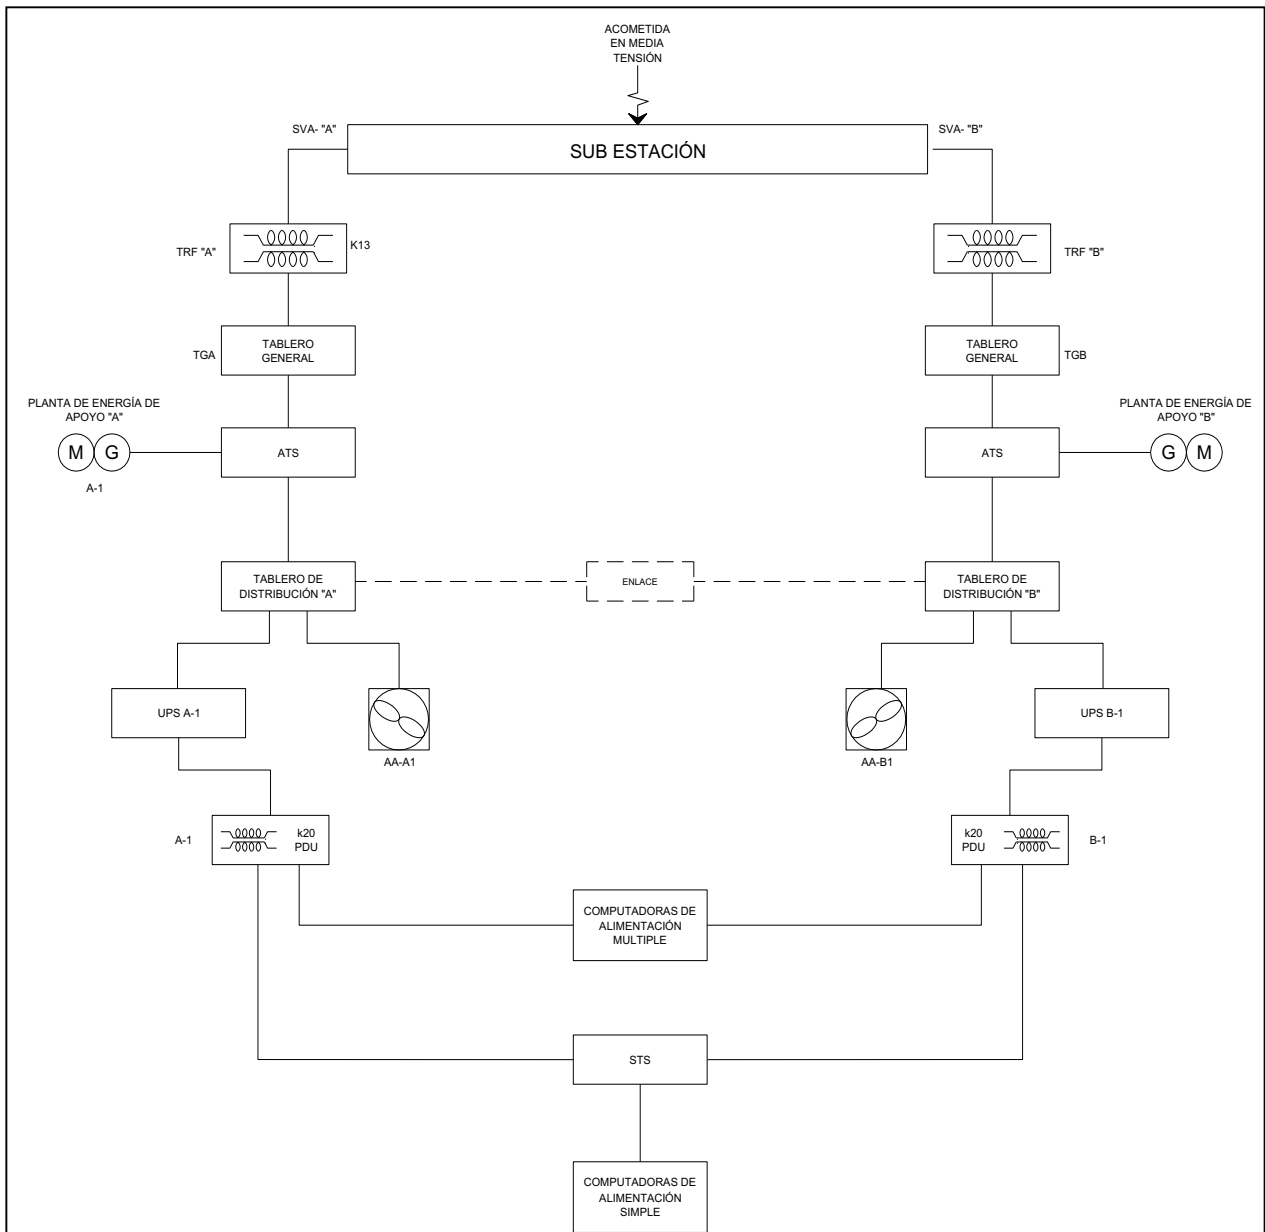 ACOMETIDA
EN MEDIA
TENSIÓN
SVA- "A"
SVA- "B"
SUB ESTACIÓN
TRF "A"
K13
TRF "B"
TGA
TABLERO
GENERAL
TABLERO
GENERAL
TGB
PLANTA DE ENERGÍA DE
APOYO "A"
PLANTA DE ENERGÍA DE
APOYO "B"
M G
ATS
ATS
G M
A-1
TABLERO DE
DISTRIBUCIÓN "A"
ENLACE
TABLERO DE
DISTRIBUCIÓN "B"
UPS A-1
UPS B-1
AA-A1
AA-B1
A-1
k20
PDU
k20
PDU
B-1
COMPUTADORAS DE
ALIMENTACIÓN
MULTIPLE
STS
COMPUTADORAS DE
ALIMENTACIÓN
SIMPLE